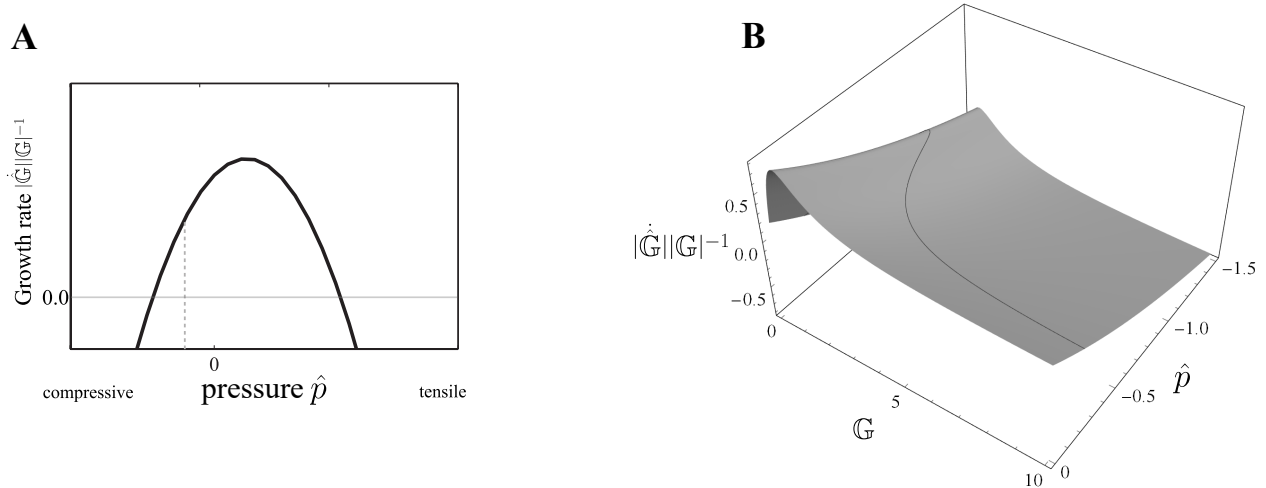 A
Growth rate |𝔾̂̇||𝔾|⁻¹
0.0
0
compressive
pressure p̂
tensile
B
|𝔾̂̇||𝔾|⁻¹
0.5
0.0
−0.5
0
5
10
𝔾
0
−0.5
−1.0
−1.5
p̂